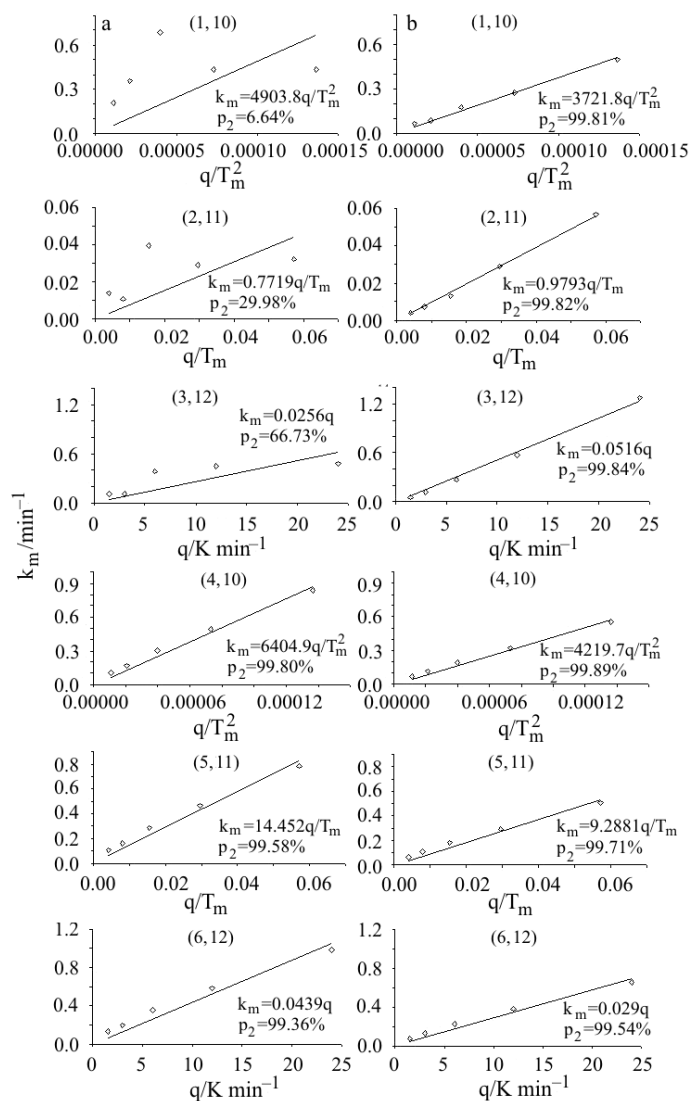 a
(1,10)
0.6
0.3
0.0
k_m=4903.8q/T_m^2
p_2=6.64%
0.00000 0.00005 0.00010 0.00015
q/T_m^2
b
(1,10)
0.6
0.3
0.0
k_m=3721.8q/T_m^2
p_2=99.81%
0.00000 0.00005 0.00010 0.00015
q/T_m^2
(2,11)
0.06
0.04
0.02
0.00
k_m=0.7719q/T_m
p_2=29.98%
0.00 0.02 0.04 0.06
q/T_m
(2,11)
0.06
0.04
0.02
0.00
k_m=0.9793q/T_m
p_2=99.82%
0.00 0.02 0.04 0.06
q/T_m
(3,12)
1.2
0.6
0.0
k_m=0.0256q
p_2=66.73%
0 5 10 15 20 25
q/K min⁻¹
(3,12)
1.2
0.6
0.0
k_m=0.0516q
p_2=99.84%
0 5 10 15 20 25
q/K min⁻¹
k_m/min⁻¹
(4,10)
0.9
0.6
0.3
0.0
k_m=6404.9q/T_m^2
p_2=99.80%
0.00000 0.00006 0.00012
q/T_m^2
(4,10)
0.9
0.6
0.3
0.0
k_m=4219.7q/T_m^2
p_2=99.89%
0.00000 0.00006 0.00012
q/T_m^2
(5,11)
0.8
0.6
0.4
0.2
0.0
k_m=14.452q/T_m
p_2=99.58%
0.00 0.02 0.04 0.06
q/T_m
(5,11)
0.8
0.6
0.4
0.2
0.0
k_m=9.2881q/T_m
p_2=99.71%
0.00 0.02 0.04 0.06
q/T_m
(6,12)
1.2
0.8
0.4
0.0
k_m=0.0439q
p_2=99.36%
0 5 10 15 20 25
q/K min⁻¹
(6,12)
1.2
0.8
0.4
0.0
k_m=0.029q
p_2=99.54%
0 5 10 15 20 25
q/K min⁻¹